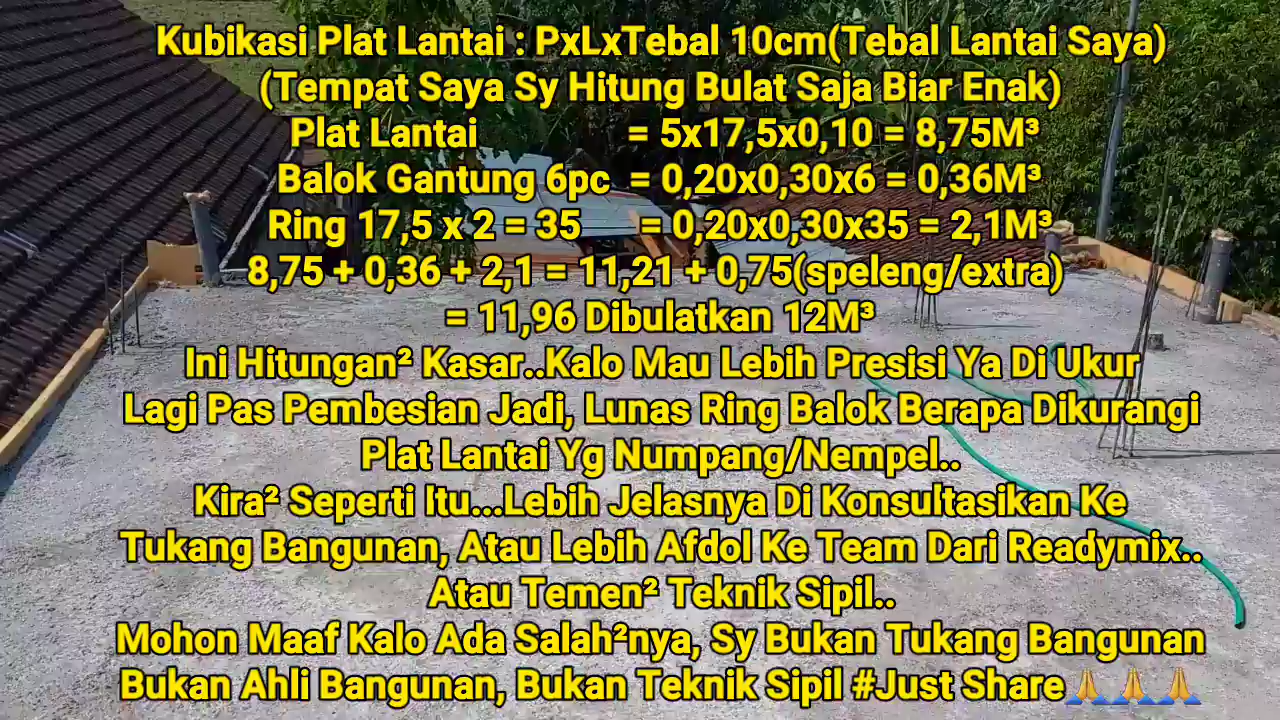 Kubikasi Plat Lantai : PxLxTebal 10cm(Tebal Lantai Saya)
(Tempat Saya Sy Hitung Bulat Saja Biar Enak)
Plat Lantai = 5x17,5x0,10 = 8,75M³
Balok Gantung 6pc = 0,20x0,30x6 = 0,36M³
Ring 17,5 x 2 = 35 = 0,20x0,30x35 = 2,1M³
8,75 + 0,36 + 2,1 = 11,21 + 0,75(speleng/extra)
= 11,96 Dibulatkan 12M³
Ini Hitungan² Kasar..Kalo Mau Lebih Presisi Ya Di Ukur
Lagi Pas Pembesian Jadi, Lunas Ring Balok Berapa Dikurangi
Plat Lantai Yg Numpang/Nempel..
Kira² Seperti Itu...Lebih Jelasnya Di Konsultasikan Ke
Tukang Bangunan, Atau Lebih Afdol Ke Team Dari Readymix..
Atau Temen² Teknik Sipil..
Mohon Maaf Kalo Ada Salah²nya, Sy Bukan Tukang Bangunan
Bukan Ahli Bangunan, Bukan Teknik Sipil #Just Share🙏🙏🙏